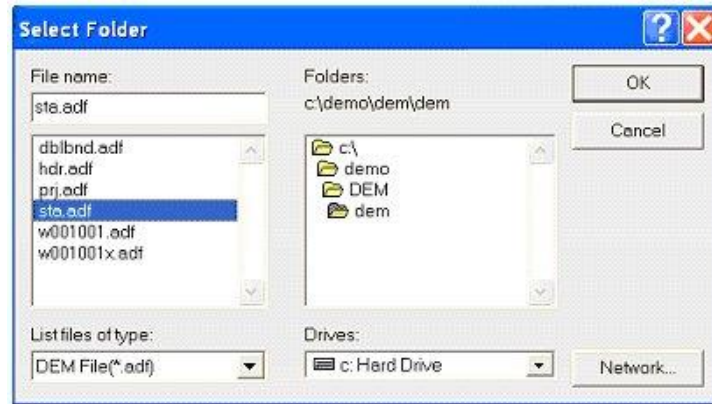 Select Folder
File name:
sta.adf
dblbnd.adf
hdr.adf
prj.adf
sta.adf
w001001.adf
w001001x.adf
List files of type:
DEM File(*.adf)
Folders:
c:\demo\dem\dem
c:\
demo
DEM
dem
Drives:
c: Hard Drive
OK
Cancel
Network...